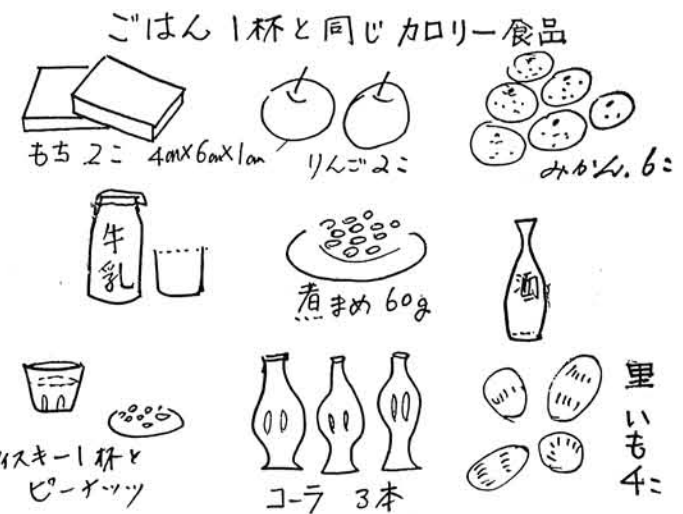 ごはん1杯と同じカロリー食品
もち 2こ 4cm×6cm×1cm
りんご2こ
みかん.6こ
牛乳
煮まめ 60g
酒
ィスキー1杯と
ピーナッツ
コーラ 3本
里いも4こ